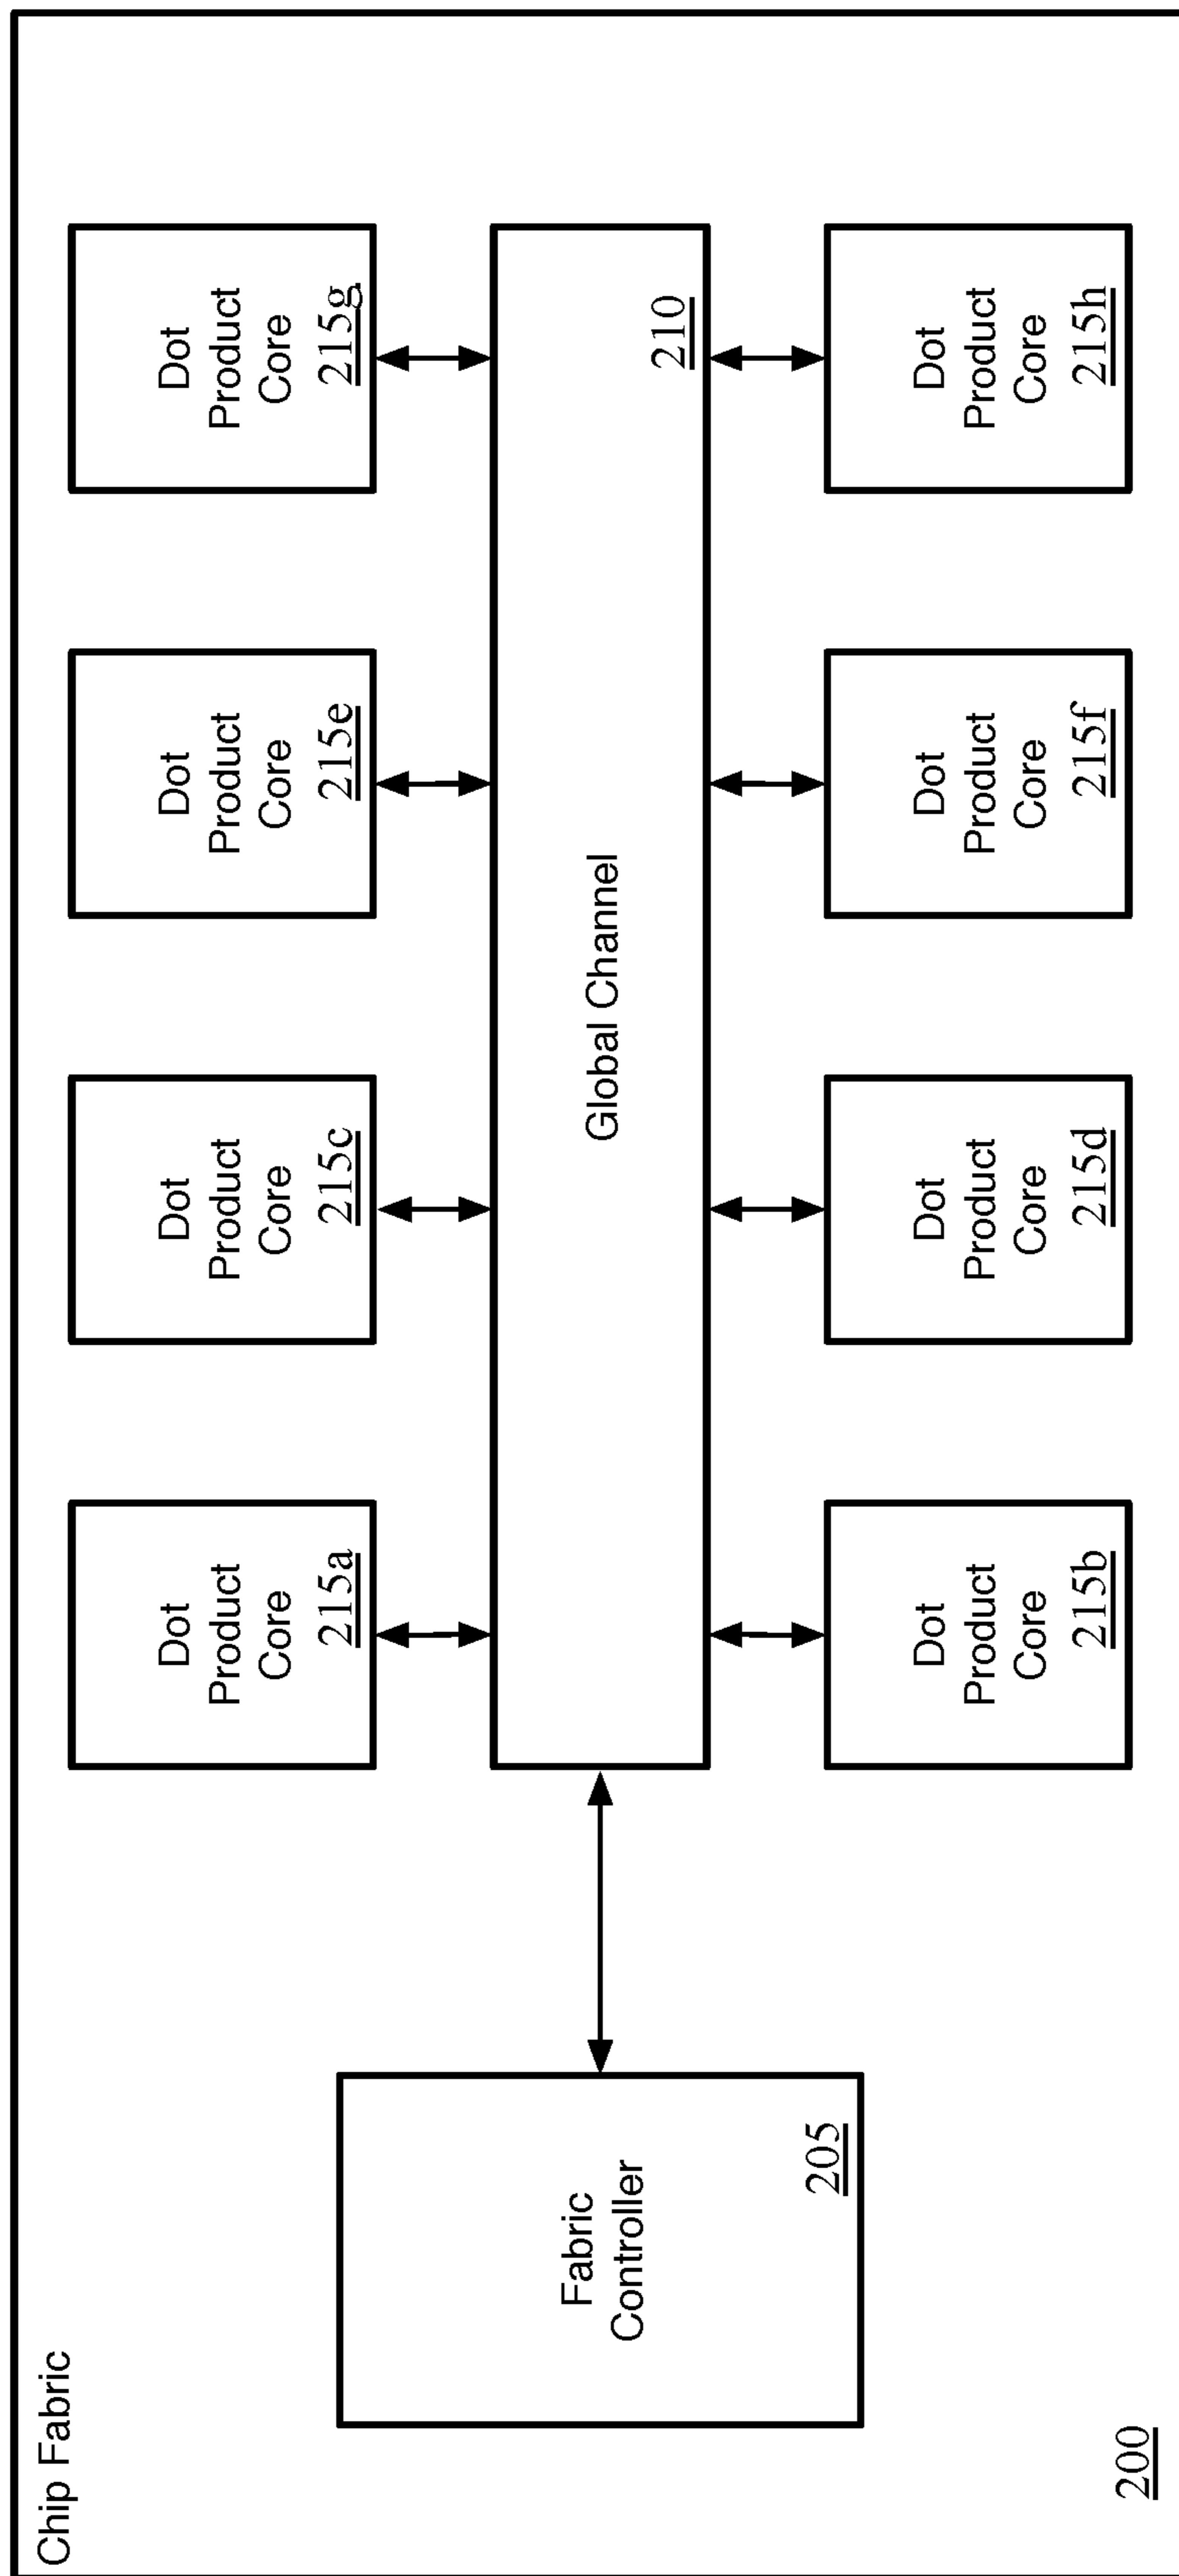 Chip Fabric
Dot
Product
Core
215a
Dot
Product
Core
215c
Dot
Product
Core
215e
Dot
Product
Core
215g
Fabric
Controller
205
Global Channel
210
Dot
Product
Core
215b
Dot
Product
Core
215d
Dot
Product
Core
215f
Dot
Product
Core
215h
200